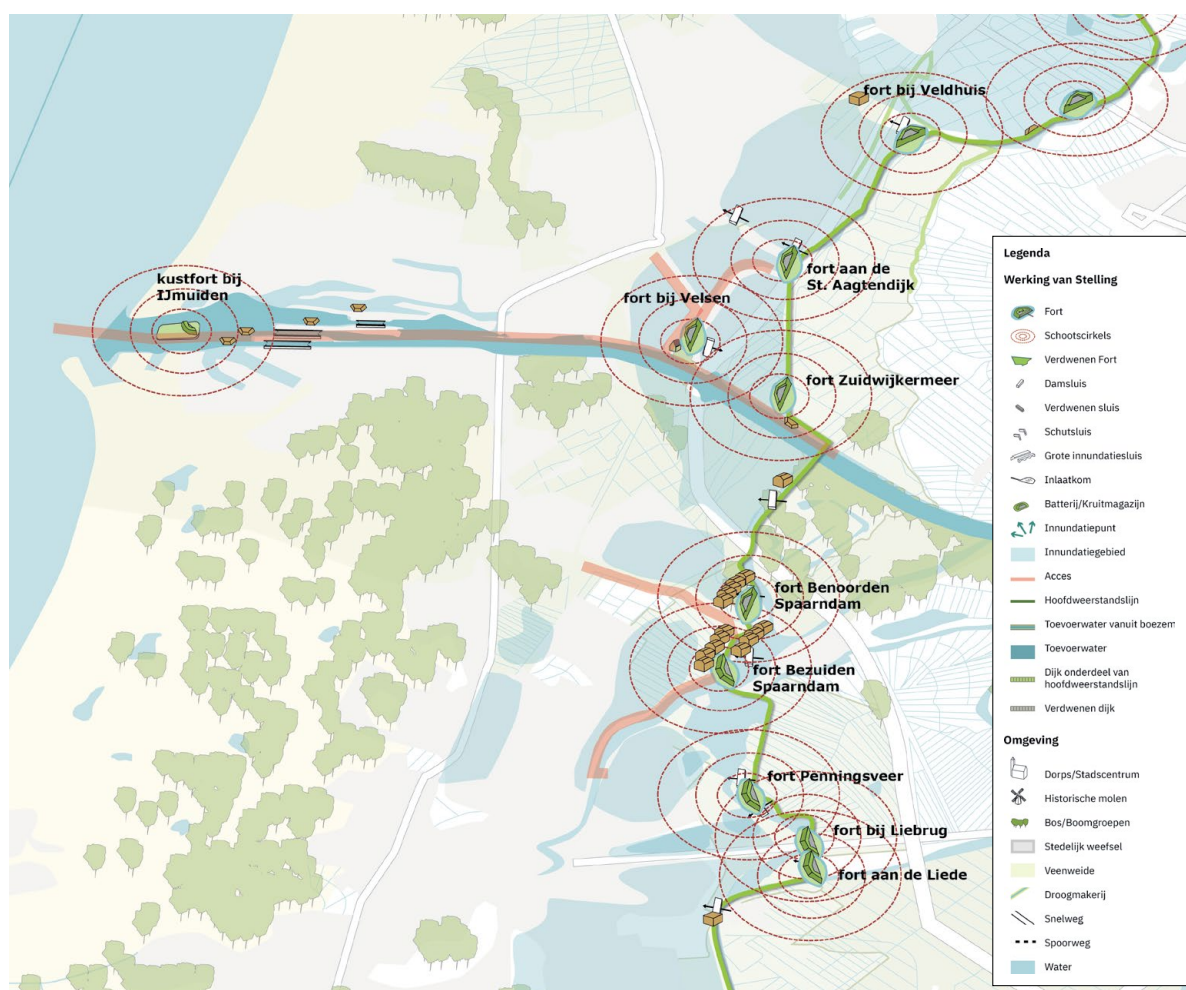 fort bij Veldhuis
kustfort bij
IJmuiden
fort bij Velsen
fort aan de
St. Aagtendijk
fort Zuidwijkermeer
fort Benoorden
Spaarndam
fort Bezuiden
Spaarndam
fort Penningsveer
fort bij Liebrug
fort aan de Liede
Legenda
Werking van Stelling
Fort
Schootscirkels
Verdwenen Fort
Damsluis
Verdwenen sluis
Schutsluis
Grote innundatiesluis
Inlaatkom
Batterij/Kruitmagazijn
Innundatiepunt
Innundatiegebied
Acces
Hoofdweerstandslijn
Toevoerwater vanuit boezem
Toevoerwater
Dijk onderdeel van
hoofdweerstandslijn
Verdwenen dijk
Omgeving
Dorps/Stadscentrum
Historische molen
Bos/Boomgroepen
Stedelijk weefsel
Veenweide
Droogmakerij
Snelweg
Spoorweg
Water